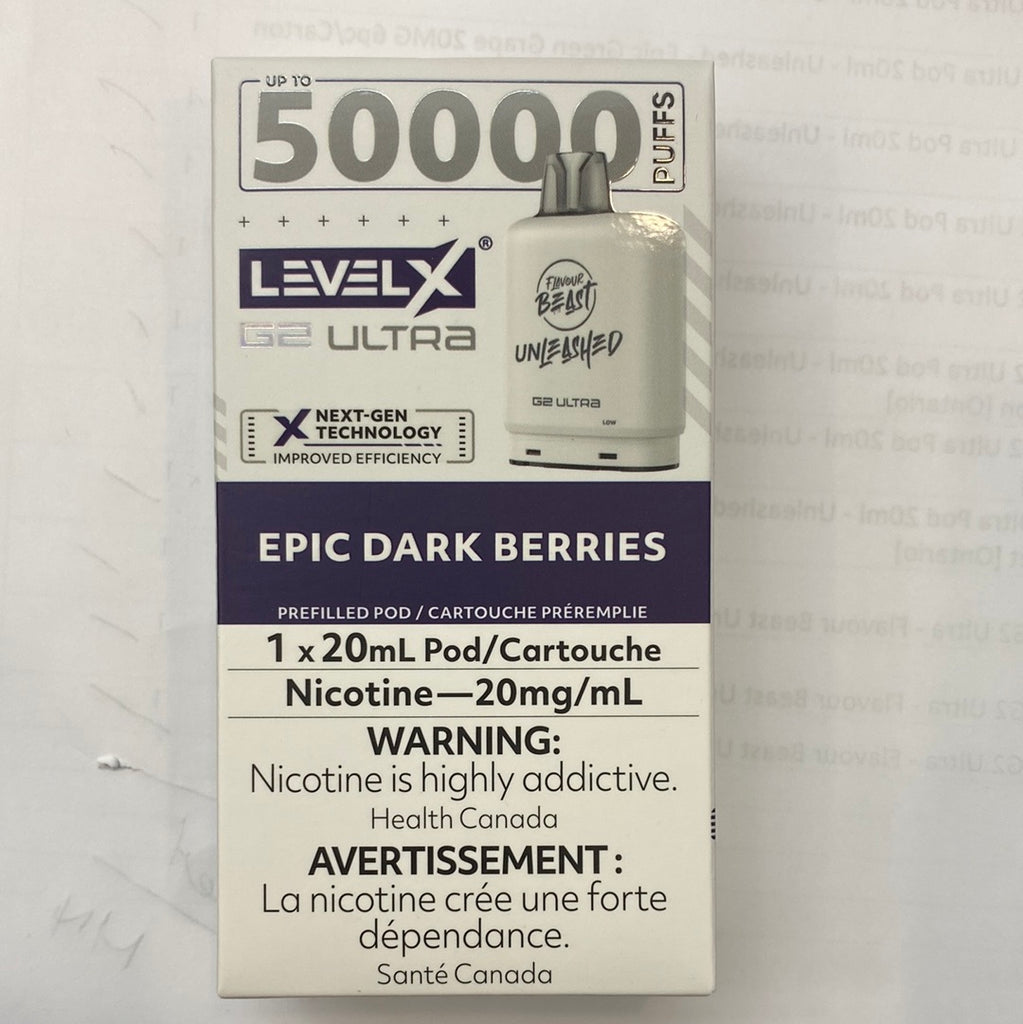 UP TO
50000
PUFFS
LEVELX®
G2 ULTRA
FLAVOUR
BEAST
UNLEASHED
G2 ULTRA
LOW
X NEXT-GEN
TECHNOLOGY
IMPROVED EFFICIENCY
EPIC DARK BERRIES
PREFILLED POD / CARTOUCHE PRÉREMPLIE
1 x 20mL Pod/Cartouche
Nicotine—20mg/mL
WARNING:
Nicotine is highly addictive.
Health Canada
AVERTISSEMENT :
La nicotine crée une forte
dépendance.
Santé Canada